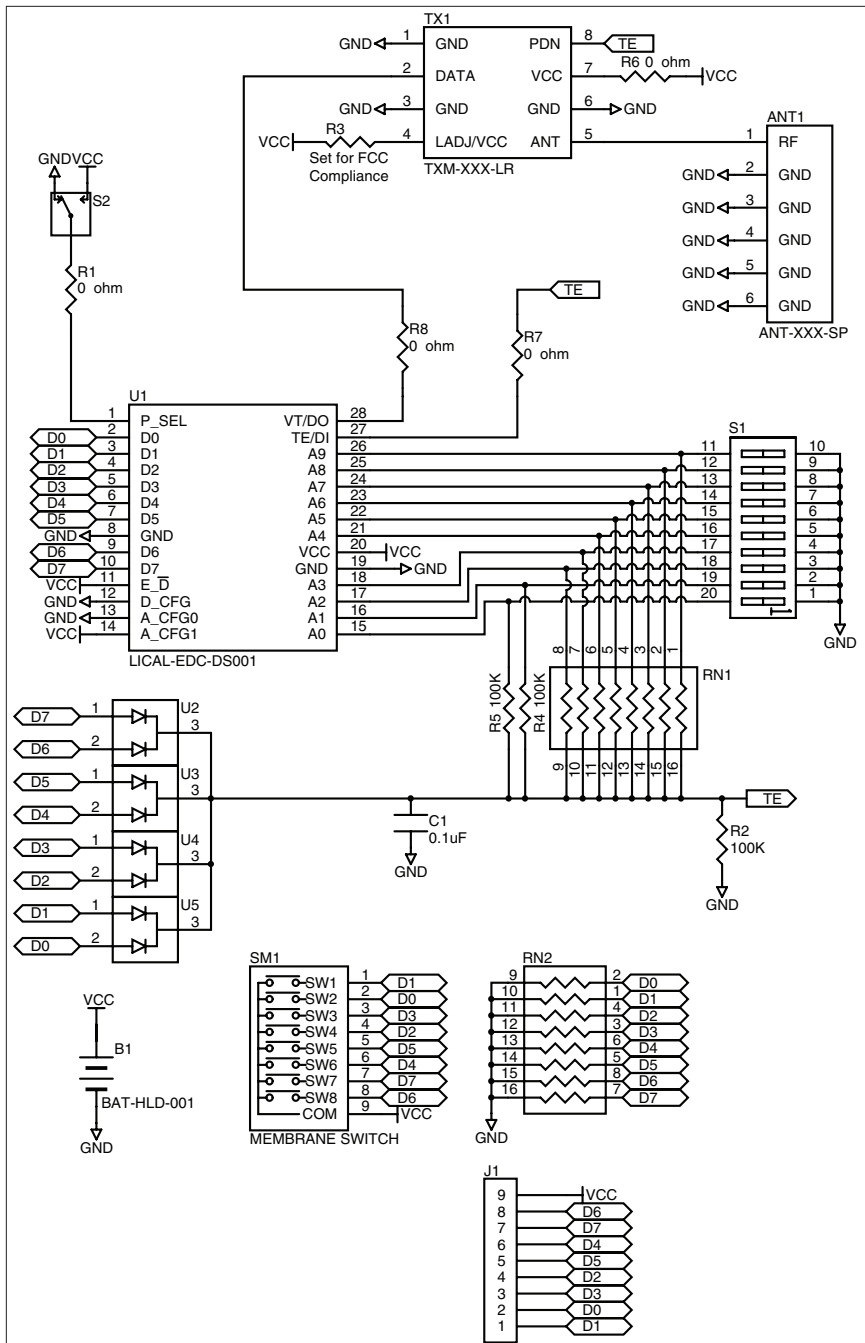 TX1
GND 1 GND PDN 8 TE
2 DATA VCC 7 R6 0 ohm VCC
GND 3 GND GND 6 GND
VCC R3 4 LADJ/VCC ANT 5
Set for FCC
Compliance
TXM-XXX-LR
ANT1
1 RF
GND 2 GND
GND 3 GND
GND 4 GND
GND 5 GND
GND 6 GND
ANT-XXX-SP
GND VCC
S2
R1
0 ohm
R8
0 ohm
TE
R7
0 ohm
U1
1 P_SEL VT/DO 28
D0 2 D0 TE/DI 27
D1 3 D1 A9 26
D2 4 D2 A8 25
D3 5 D3 A7 24
D4 6 D4 A6 23
D5 7 D5 A5 22
GND 8 GND A4 21
D6 9 D6 VCC 20 VCC
D7 10 D7 GND 19 GND
VCC 11 E_D̅ A3 18
GND 12 D_CFG A2 17
GND 13 A_CFG0 A1 16
VCC 14 A_CFG1 A0 15
LICAL-EDC-DS001
S1
11 10
12 9
13 8
14 7
15 6
16 5
17 4
18 3
19 2
20 1
GND
R5 100K
R4 100K
8 7 6 5 4 3 2 1
RN1
9 10 11 12 13 14 15 16
D7 1 U2
D6 2 3
D5 1 U3
D4 2 3
D3 1 U4
D2 2 3
D1 1 U5
D0 2 3
C1
0.1uF
GND
TE
R2
100K
GND
VCC
B1
BAT-HLD-001
GND
SM1
SW1 1 D1
SW2 2 D0
SW3 3 D3
SW4 4 D2
SW5 5 D5
SW6 6 D4
SW7 7 D7
SW8 8 D6
COM 9 VCC
MEMBRANE SWITCH
RN2
9 2 D0
10 1 D1
11 4 D2
12 3 D3
13 6 D4
14 5 D5
15 8 D6
16 7 D7
GND
J1
9 VCC
8 D6
7 D7
6 D4
5 D5
4 D2
3 D3
2 D0
1 D1